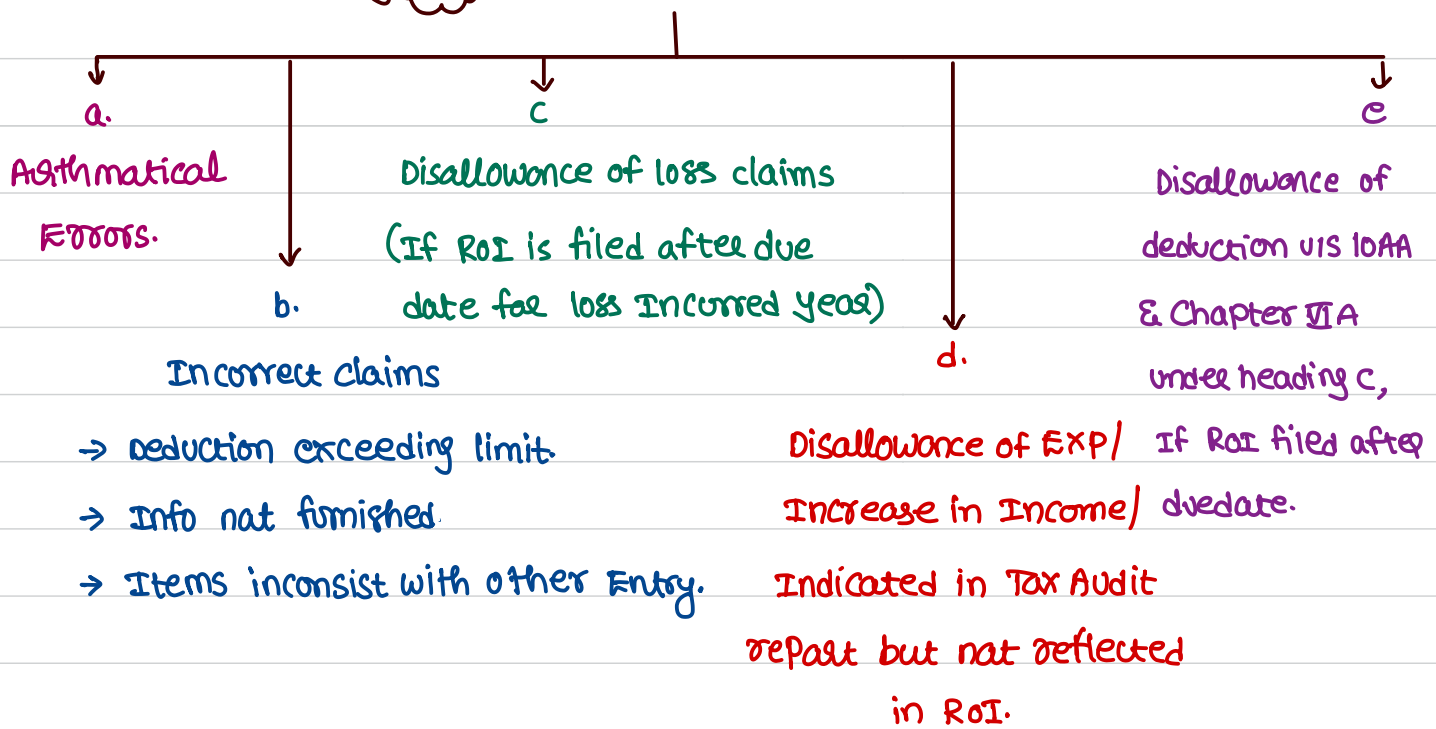 a.
Arithmatical
Errors.
b.
Incorrect Claims
→ Deduction exceeding limit.
→ Info not furnished.
→ Items inconsist with other Entry.
C
Disallowance of loss claims
(If RoI is filed after due
date for loss Incurred Year)
d.
Disallowance of EXP/
Increase in Income/
Indicated in Tax Audit
rePort but not reflected
in RoI.
e
Disallowance of
deduction U/S 10AA
& Chapter VIA
under heading C,
If RoI filed after
duedate.